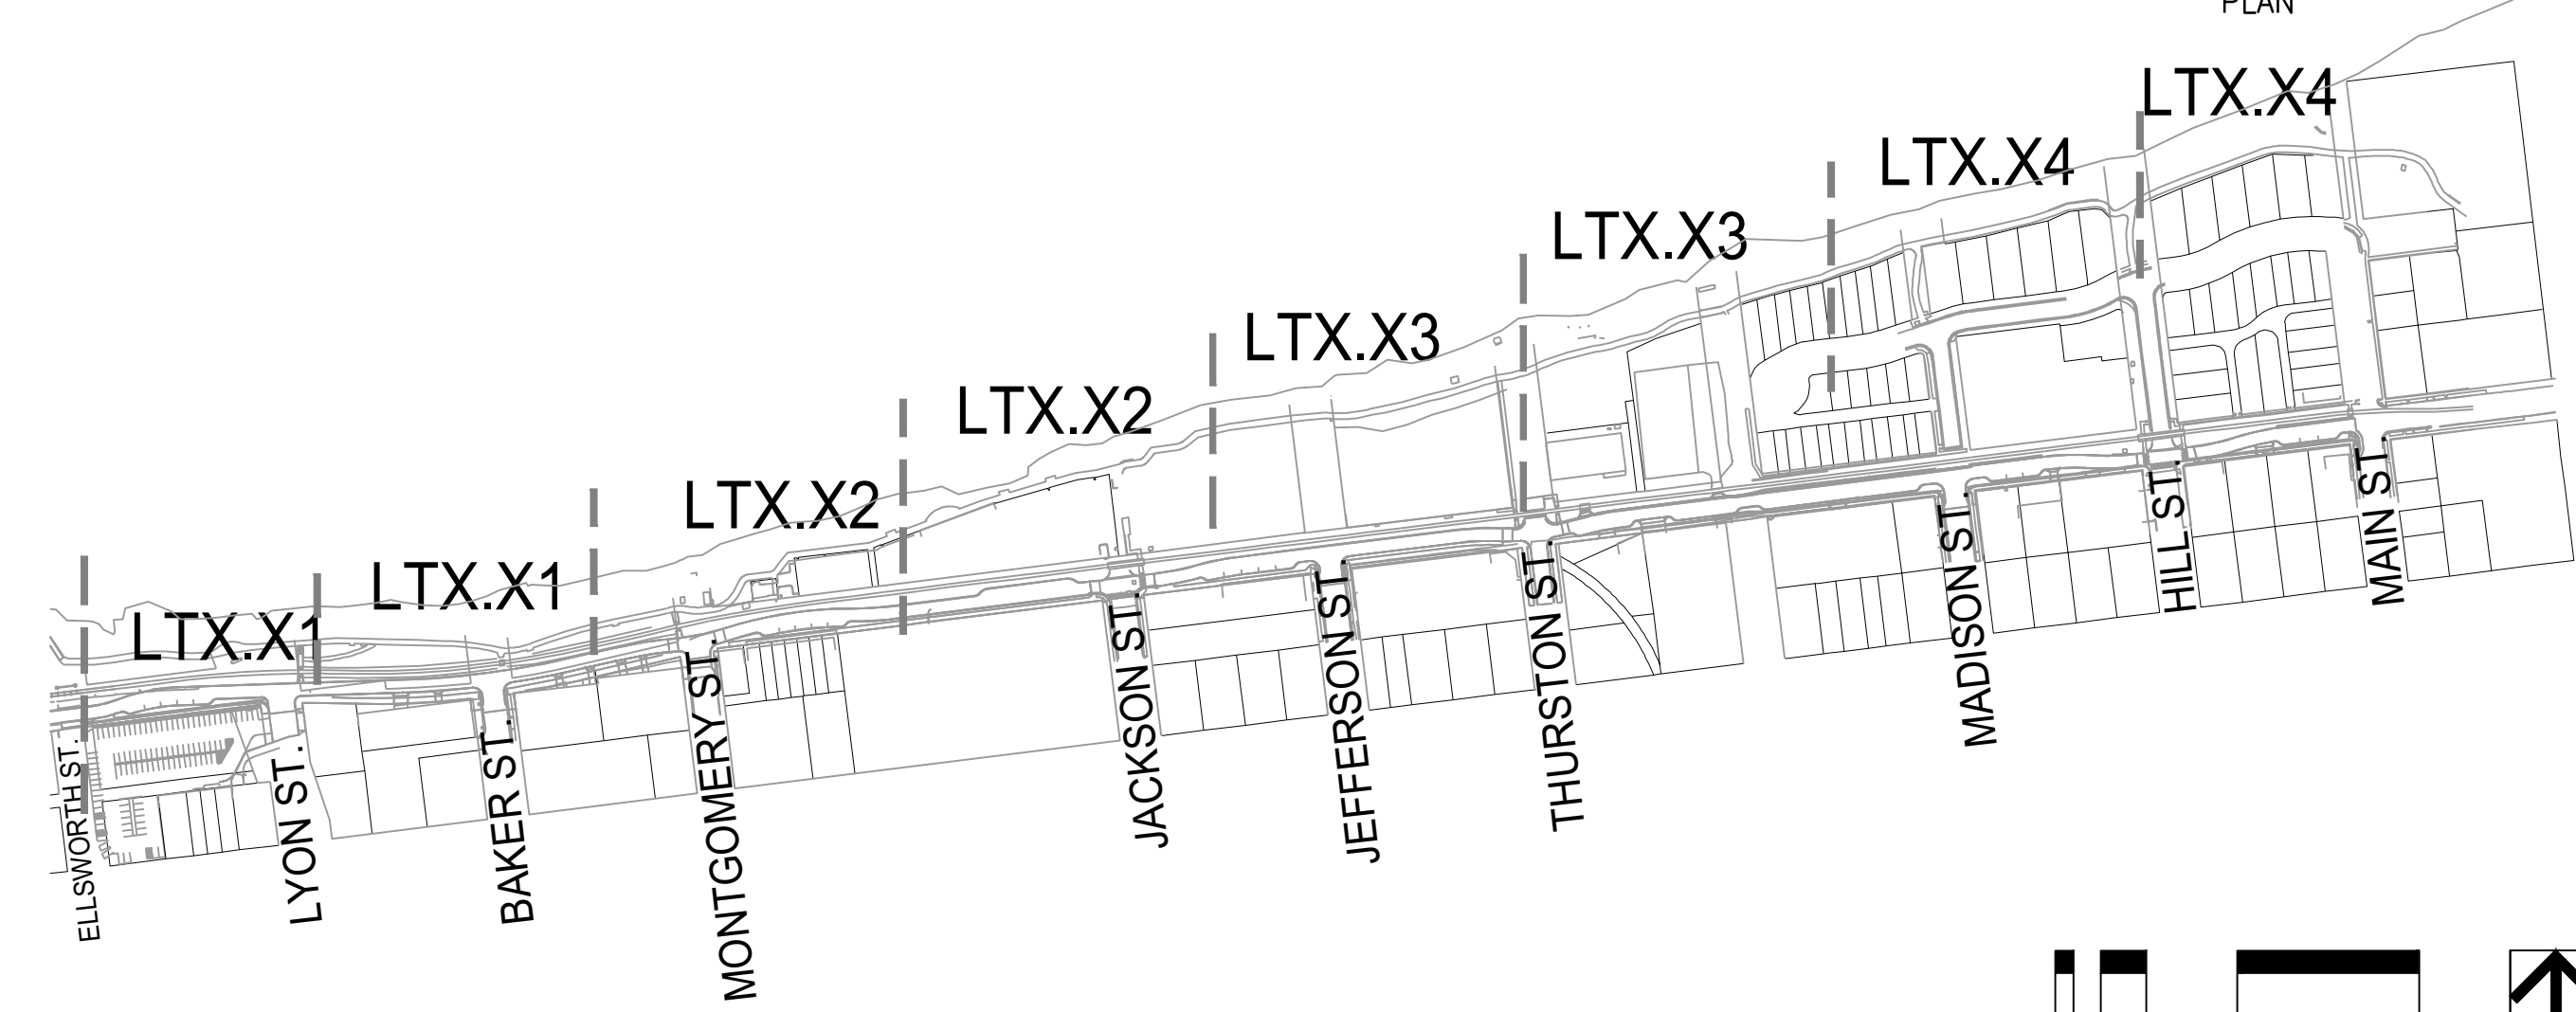 PLAN
LTX.X4
LTX.X4
LTX.X3
LTX.X3
LTX.X2
LTX.X2
LTX.X1
LTX.X1
ELLSWORTH ST.
LYON ST.
BAKER ST.
MONTGOMERY ST.
JACKSON ST.
JEFFERSON ST.
THURSTON ST.
MADISON ST.
HILL ST.
MAIN ST.